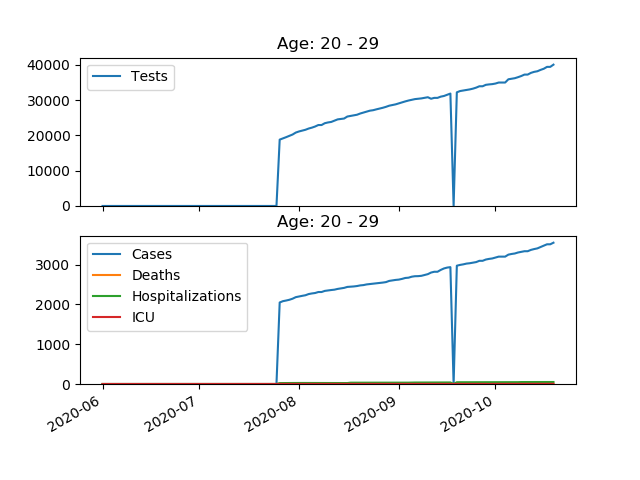 Age: 20 - 29
40000
30000
20000
10000
0
Tests
Age: 20 - 29
3000
2000
1000
0
Cases
Deaths
Hospitalizations
ICU
2020-06
2020-07
2020-08
2020-09
2020-10